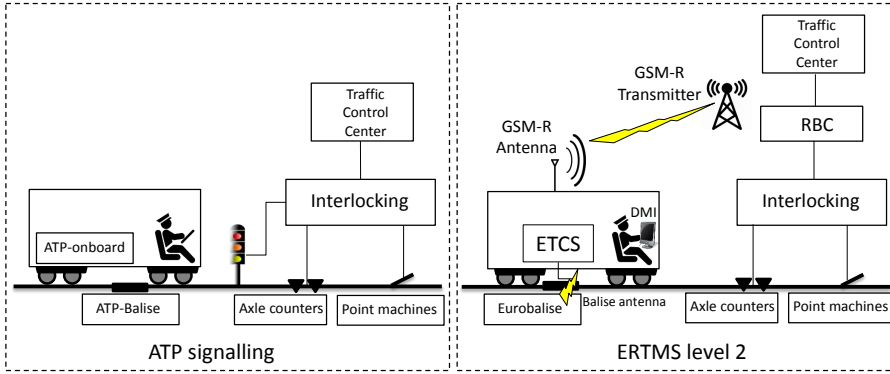 Traffic
Control
Center
Interlocking
ATP-onboard
ATP-Balise
Axle counters
Point machines
ATP signalling
Traffic
Control
Center
GSM-R
Transmitter
GSM-R
Antenna
RBC
Interlocking
DMI
ETCS
Eurobalise
Balise antenna
Axle counters
Point machines
ERTMS level 2